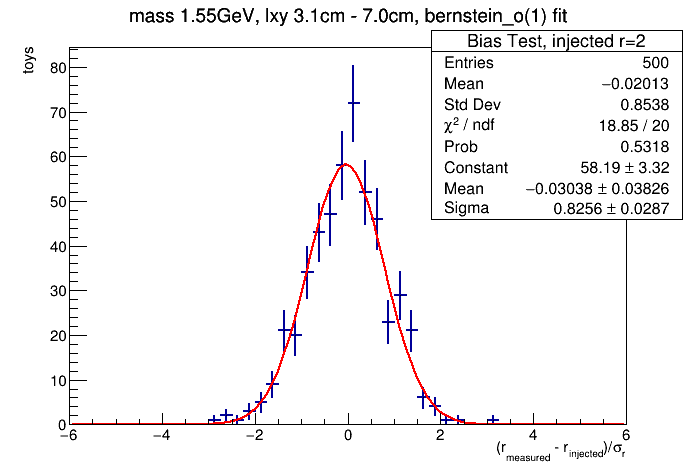 mass 1.55GeV, lxy 3.1cm - 7.0cm, bernstein_o(1) fit
Bias Test, injected r=2
Entries 500
Mean −0.02013
Std Dev 0.8538
χ² / ndf 18.85 / 20
Prob 0.5318
Constant 58.19 ± 3.32
Mean −0.03038 ± 0.03826
Sigma 0.8256 ± 0.0287
toys
80
70
60
50
40
30
20
10
0
−6 −4 −2 0 2 4 6
(r_measured - r_injected)/σ_r